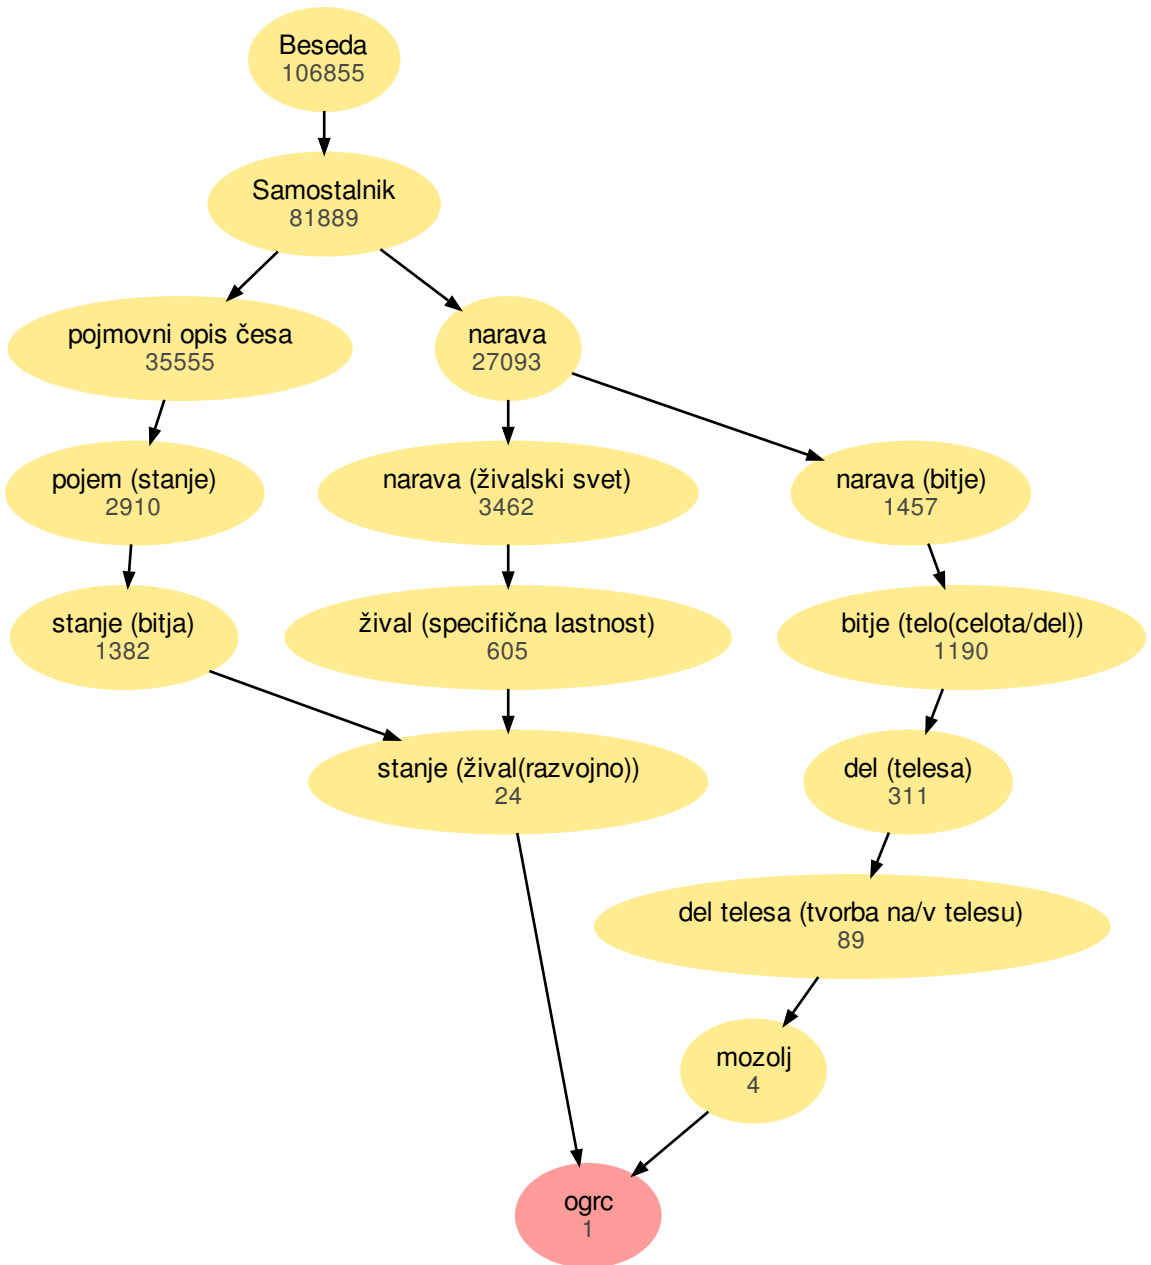 Beseda
106855
Samostalnik
81889
pojmovni opis česa
35555
narava
27093
pojem (stanje)
2910
narava (živalski svet)
3462
narava (bitje)
1457
stanje (bitja)
1382
žival (specifična lastnost)
605
bitje (telo(celota/del))
1190
stanje (žival(razvojno))
24
del (telesa)
311
del telesa (tvorba na/v telesu)
89
mozolj
4
ogrc
1